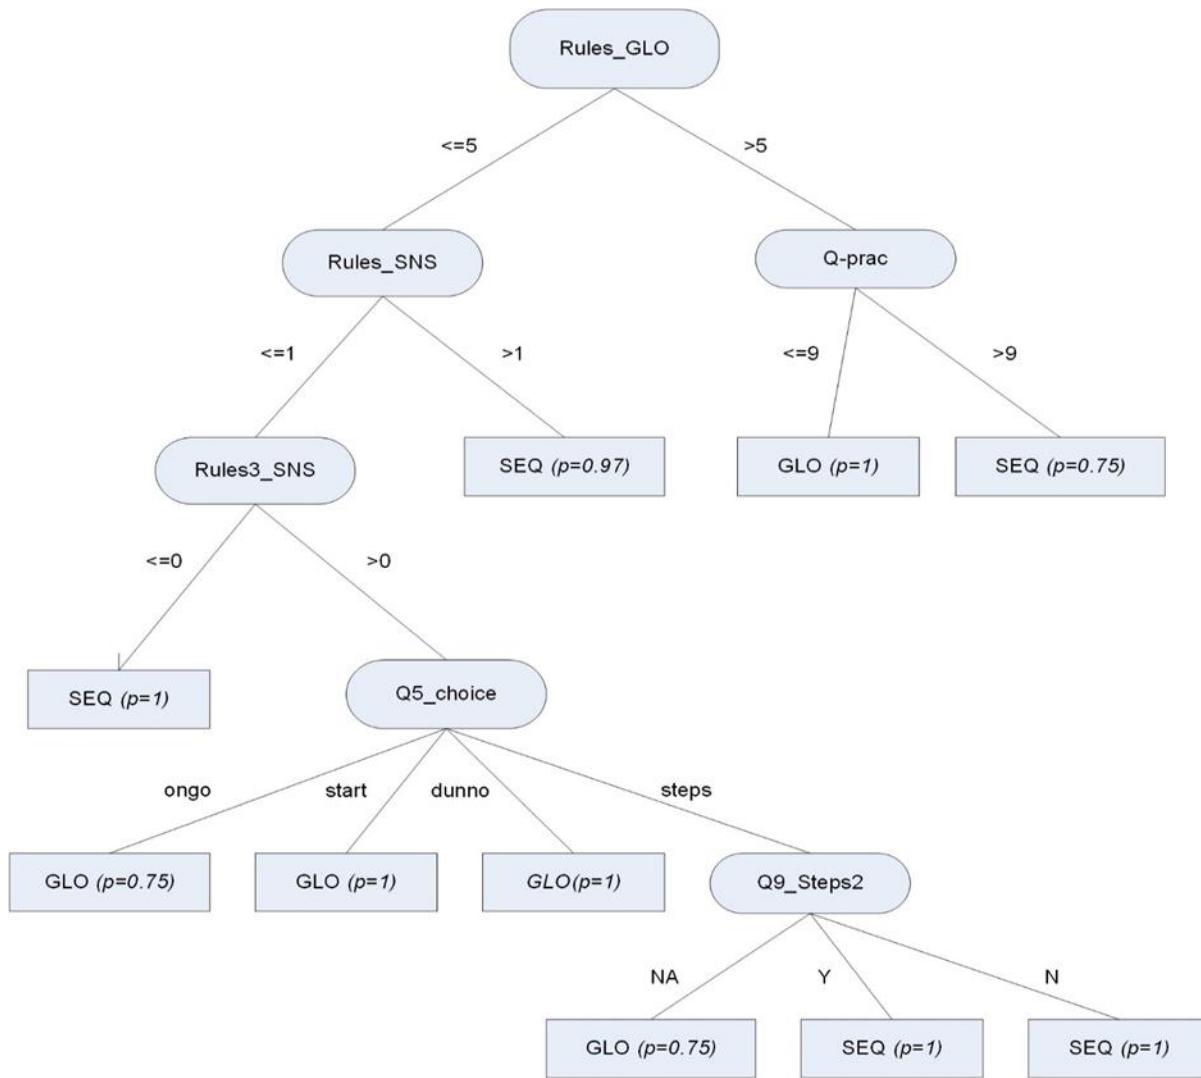 Rules_GLO
<=5
>5
Rules_SNS
Q-prac
<=1
>1
<=9
>9
Rules3_SNS
SEQ (p=0.97)
GLO (p=1)
SEQ (p=0.75)
<=0
>0
SEQ (p=1)
Q5_choice
ongo
start
dunno
steps
GLO (p=0.75)
GLO (p=1)
GLO(p=1)
Q9_Steps2
NA
Y
N
GLO (p=0.75)
SEQ (p=1)
SEQ (p=1)